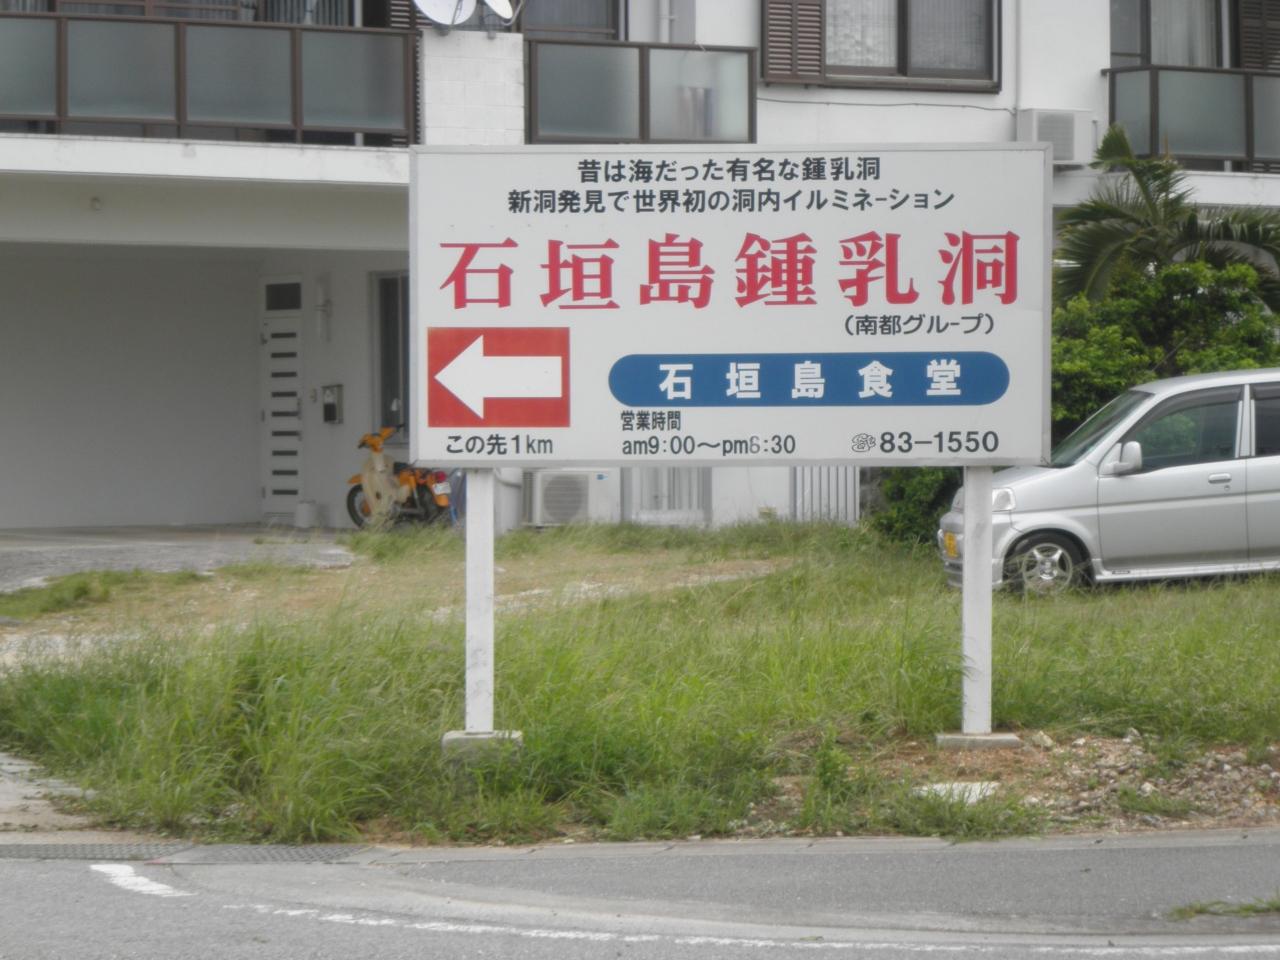 昔は海だった有名な鍾乳洞
新洞発見で世界初の洞内イルミネーション
石垣島鍾乳洞
(南都グループ)
石垣島食堂
営業時間
この先1km
am9:00〜pm6:30
☎83-1550